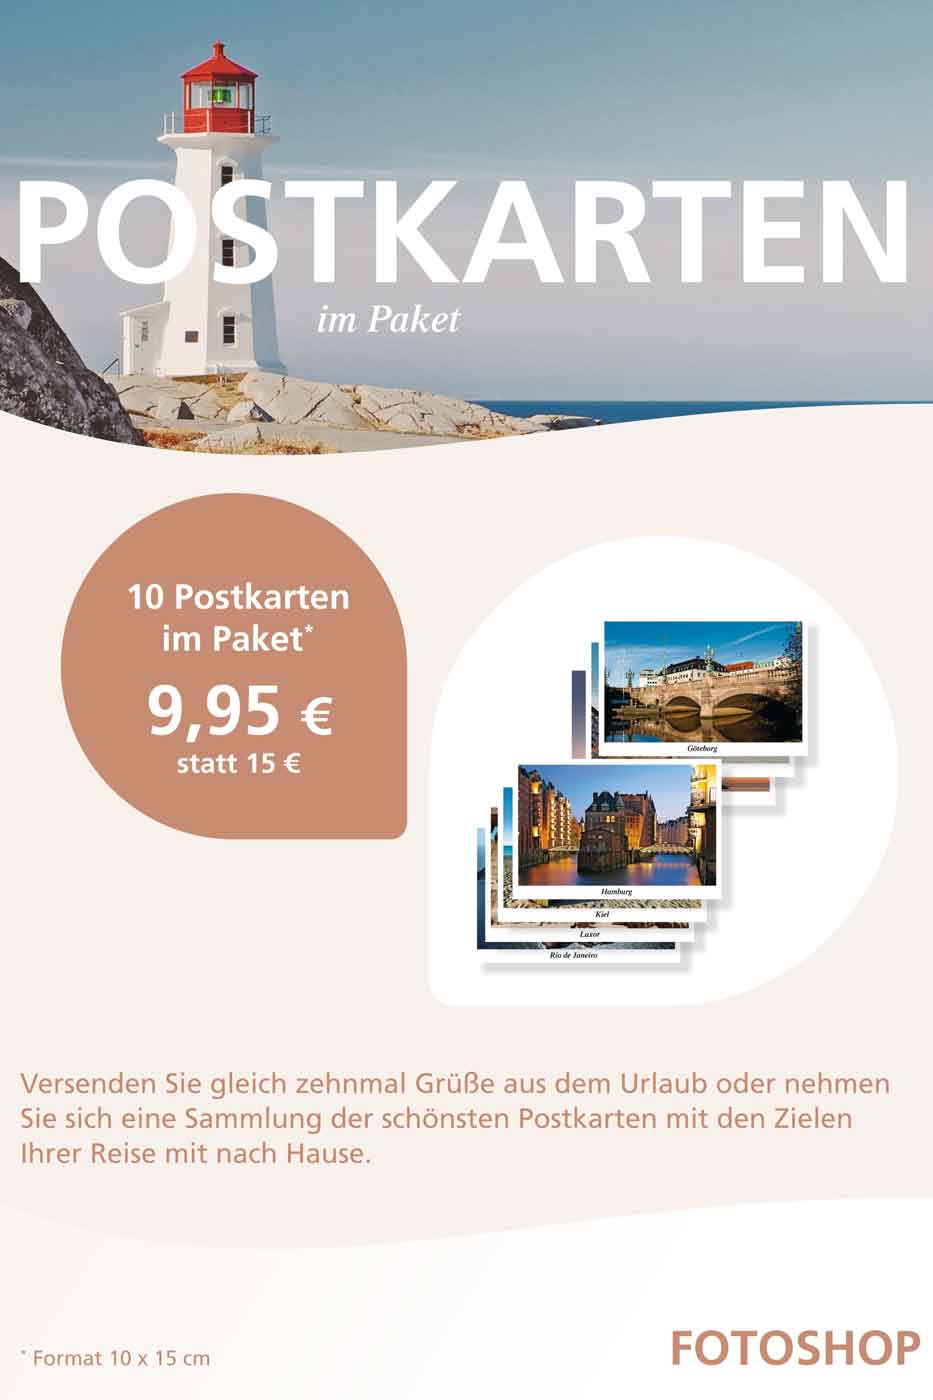 POSTKARTEN
im Paket
10 Postkarten
im Paket*
9,95 €
statt 15 €
Göteborg
Hamburg
Kiel
Luxor
Rio de Janeiro
Versenden Sie gleich zehnmal Grüße aus dem Urlaub oder nehmen
Sie sich eine Sammlung der schönsten Postkarten mit den Zielen
Ihrer Reise mit nach Hause.
* Format 10 x 15 cm
FOTOSHOP